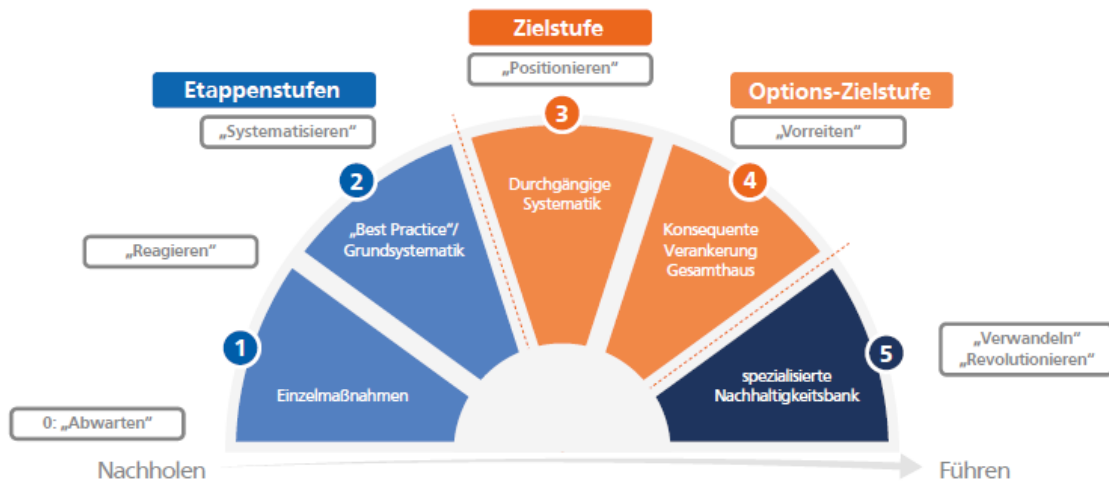 Zielstufe
„Positionieren“
Etappenstufen
„Systematisieren“
Options-Zielstufe
„Vorreiten“
3
2
4
Durchgängige
Systematik
„Best Practice“/
Grundsystematik
Konsequente
Verankerung
Gesamthaus
„Reagieren“
1
5
„Verwandeln“
„Revolutionieren“
Einzelmaßnahmen
spezialisierte
Nachhaltigkeitsbank
0: „Abwarten“
Nachholen
Führen